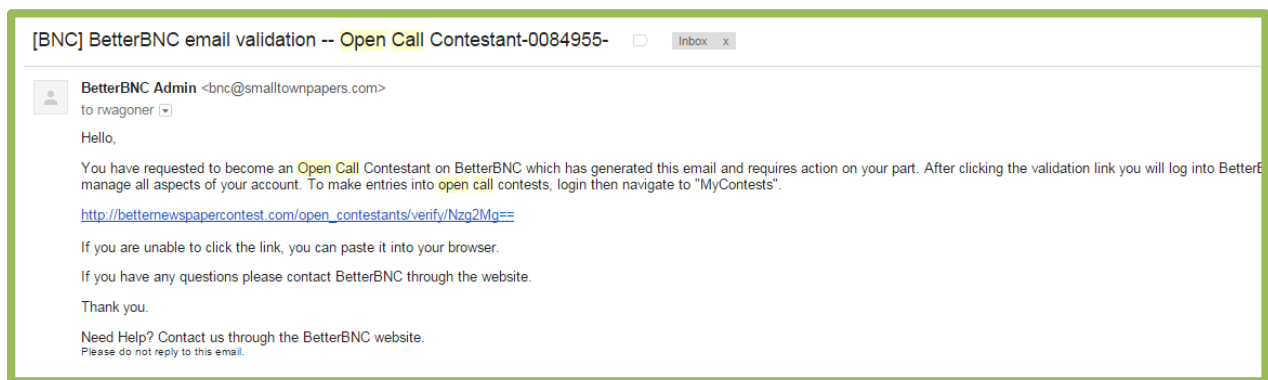 [BNC] BetterBNC email validation -- Open Call Contestant-0084955-
Inbox x
BetterBNC Admin <bnc@smalltownpapers.com>
to rwagoner
Hello,
You have requested to become an Open Call Contestant on BetterBNC which has generated this email and requires action on your part. After clicking the validation link you will log into BetterB
manage all aspects of your account. To make entries into open call contests, login then navigate to "MyContests".
http://betternewspapercontest.com/open_contestants/verify/Nzg2Mg==
If you are unable to click the link, you can paste it into your browser.
If you have any questions please contact BetterBNC through the website.
Thank you.
Need Help? Contact us through the BetterBNC website.
Please do not reply to this email.